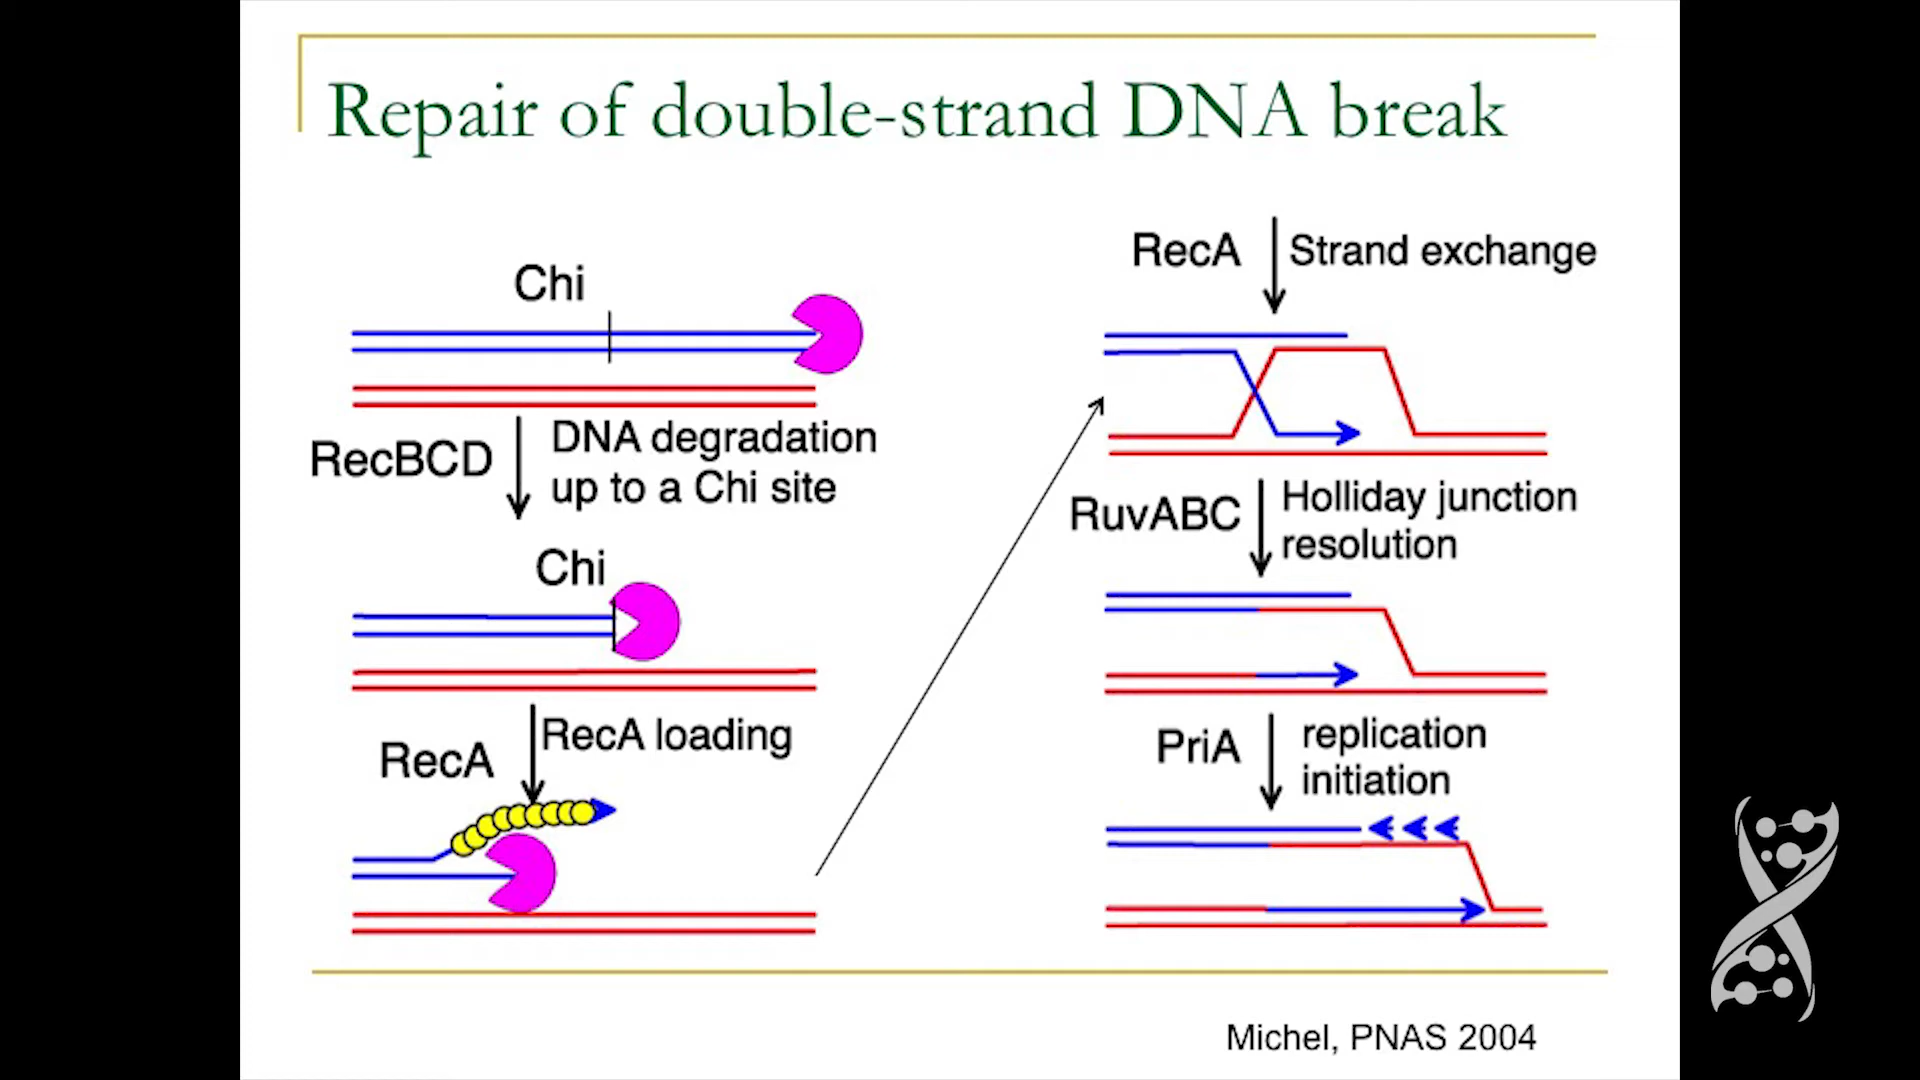 Repair of double-strand DNA break
Chi
RecBCD
DNA degradation
up to a Chi site
Chi
RecA
RecA loading
RecA
Strand exchange
RuvABC
Holliday junction
resolution
PriA
replication
initiation
Michel, PNAS 2004